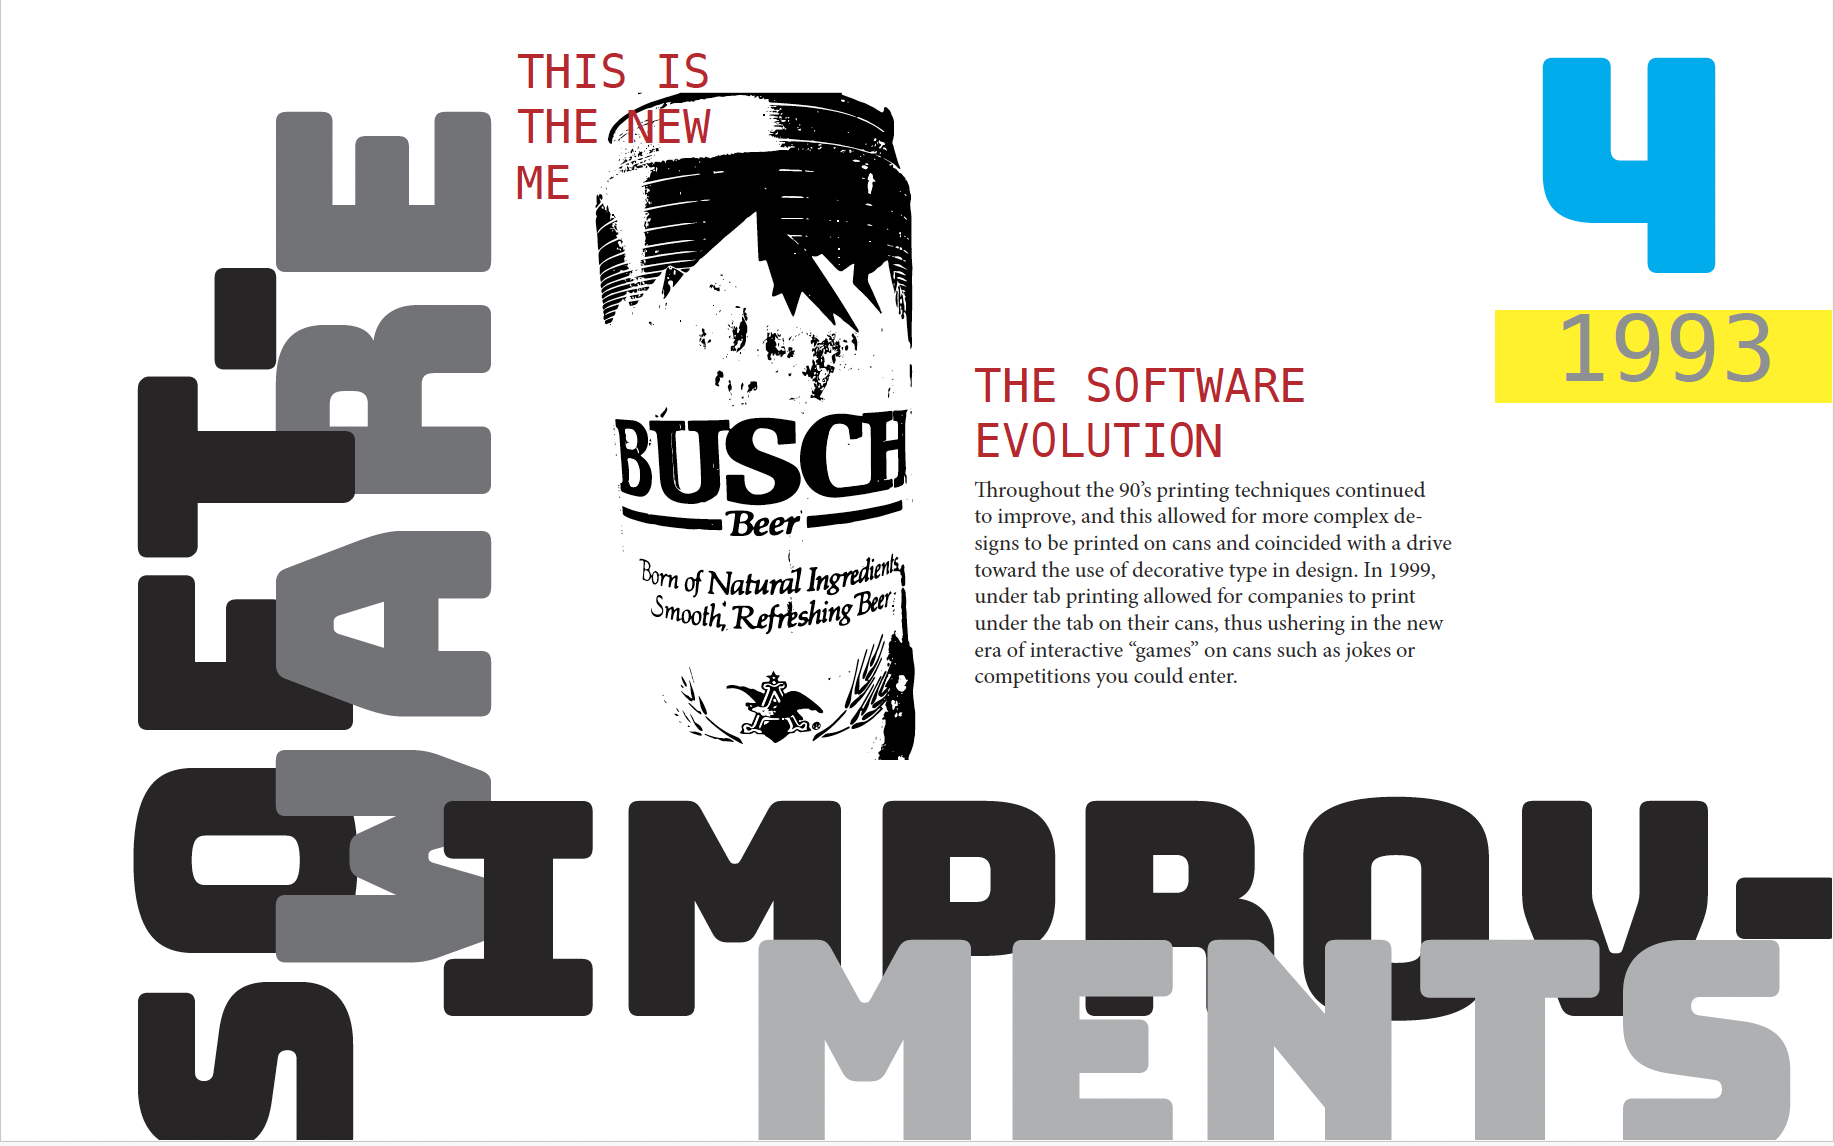 SOFT-
WARE
THIS IS
THE NEW
ME
BUSCH
Beer
Born of Natural Ingredients,
Smooth, Refreshing Beer.
A
®
4
1993
THE SOFTWARE
EVOLUTION
Throughout the 90’s printing techniques continued
to improve, and this allowed for more complex de-
signs to be printed on cans and coincided with a drive
toward the use of decorative type in design. In 1999,
under tab printing allowed for companies to print
under the tab on their cans, thus ushering in the new
era of interactive “games” on cans such as jokes or
competitions you could enter.
IMPROV-
MENTS